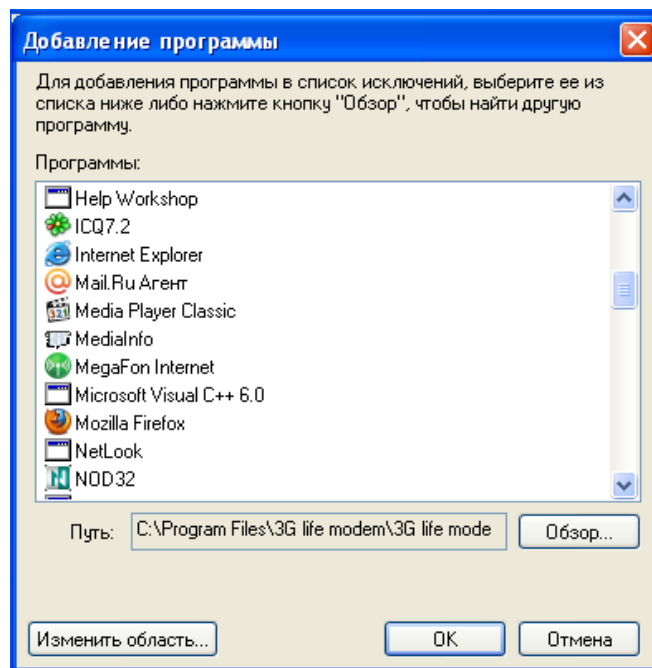 Добавление программы
Для добавления программы в список исключений, выберите ее из
списка ниже либо нажмите кнопку "Обзор", чтобы найти другую
программу.
Программы:
Help Workshop
ICQ7.2
Internet Explorer
Mail.Ru Агент
Media Player Classic
MediaInfo
MegaFon Internet
Microsoft Visual C++ 6.0
Mozilla Firefox
NetLook
NOD32
Путь: C:\Program Files\3G life modem\3G life mode Обзор...
Изменить область... OK Отмена